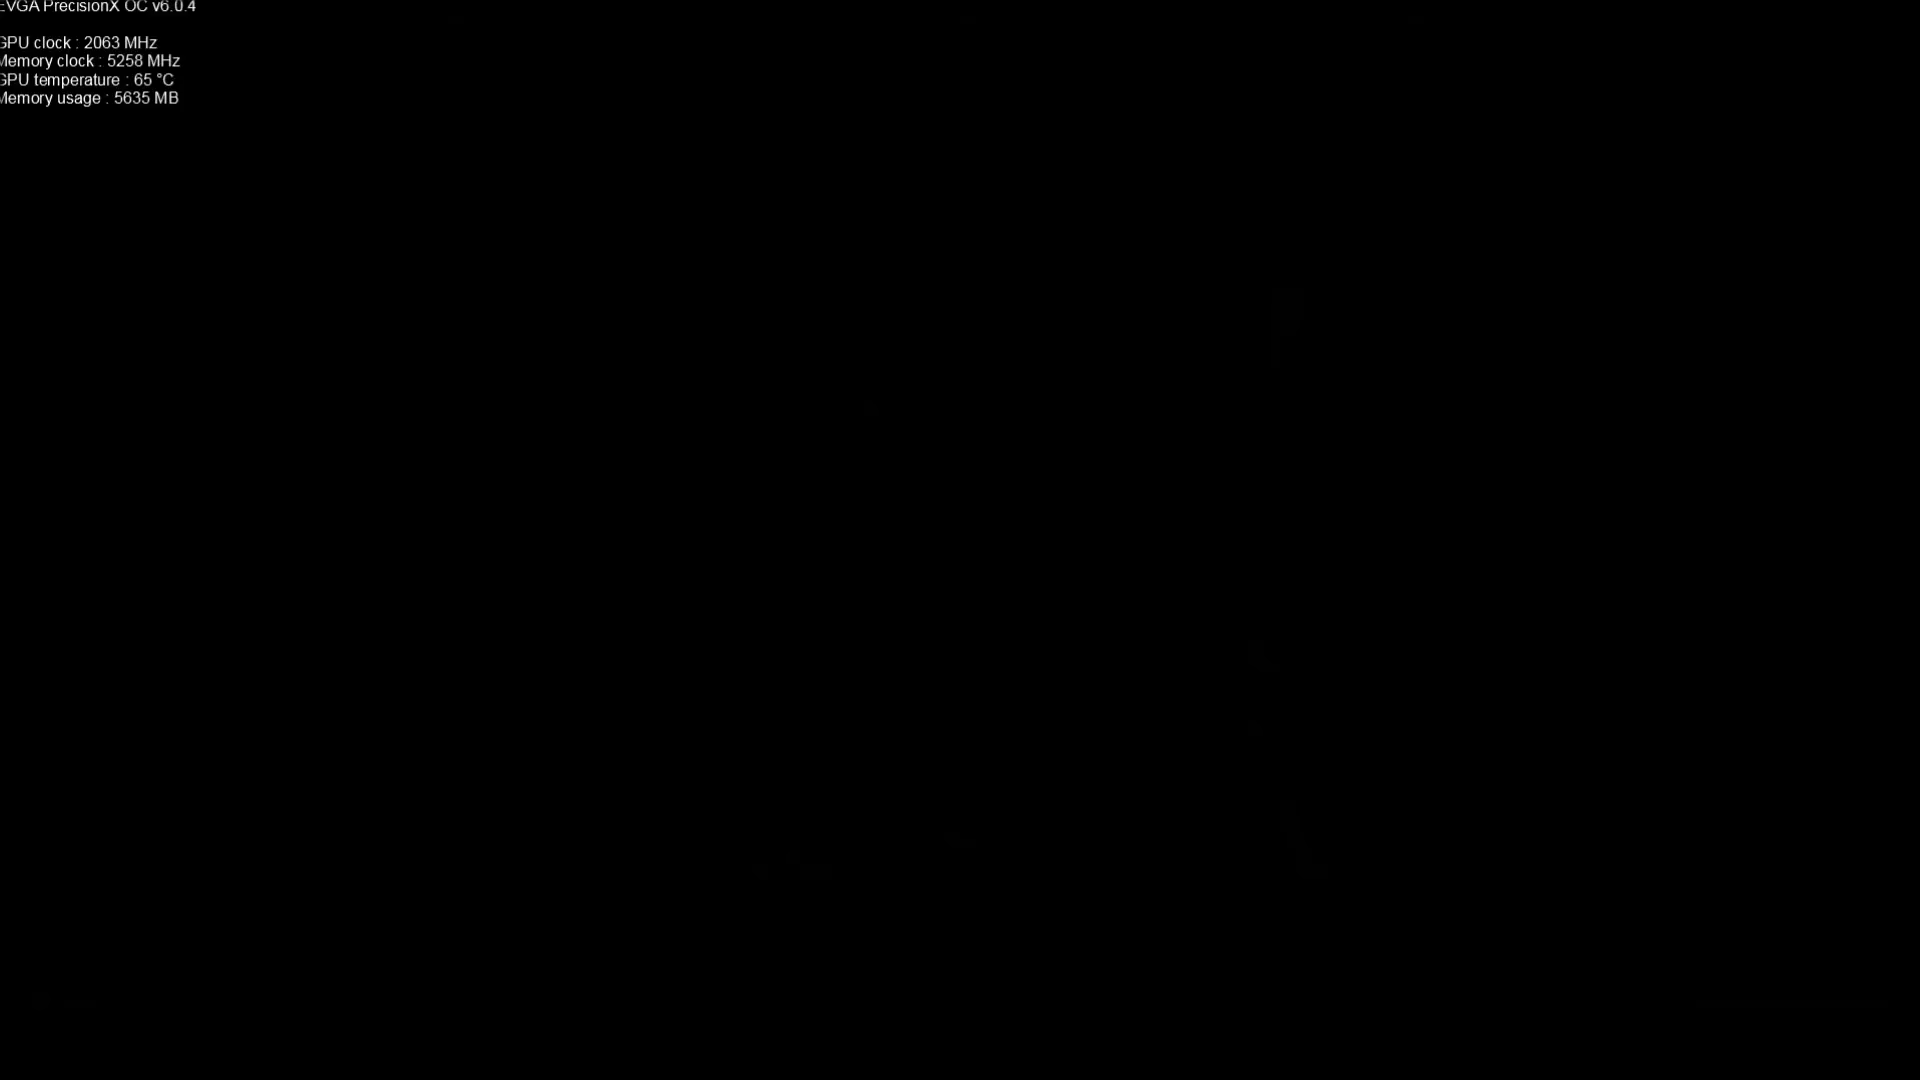 EVGA PrecisionX OC v6.0.4
GPU clock : 2063 MHz
Memory clock : 5258 MHz
GPU temperature : 65 °C
Memory usage : 5635 MB